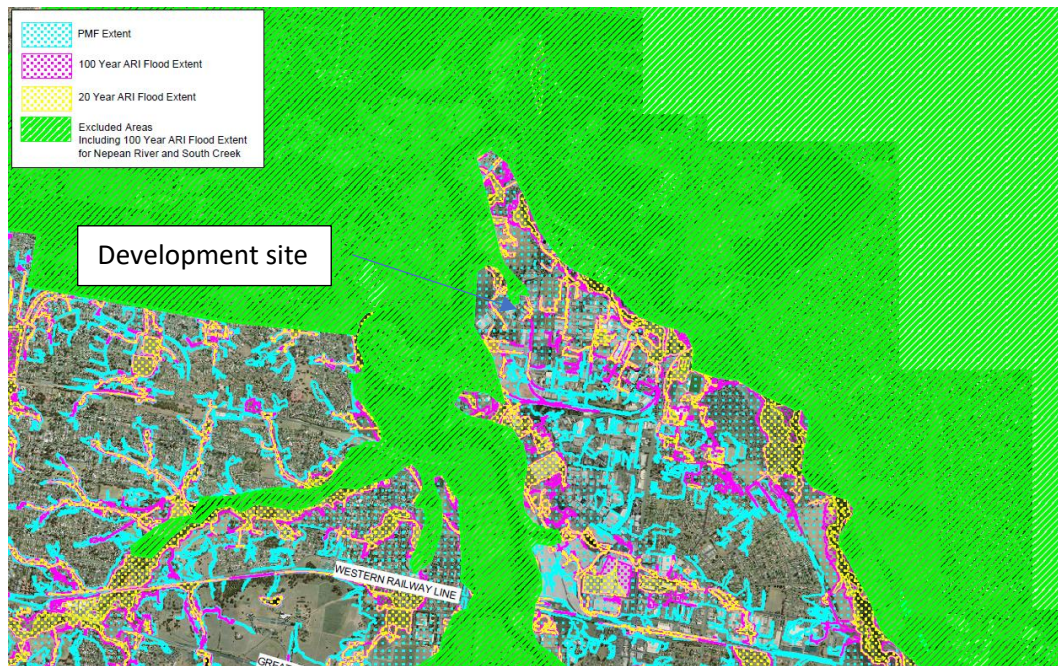 PMF Extent
100 Year ARI Flood Extent
20 Year ARI Flood Extent
Excluded Areas
Including 100 Year ARI Flood Extent
for Nepean River and South Creek
Development site
WESTERN RAILWAY LINE
GREAT